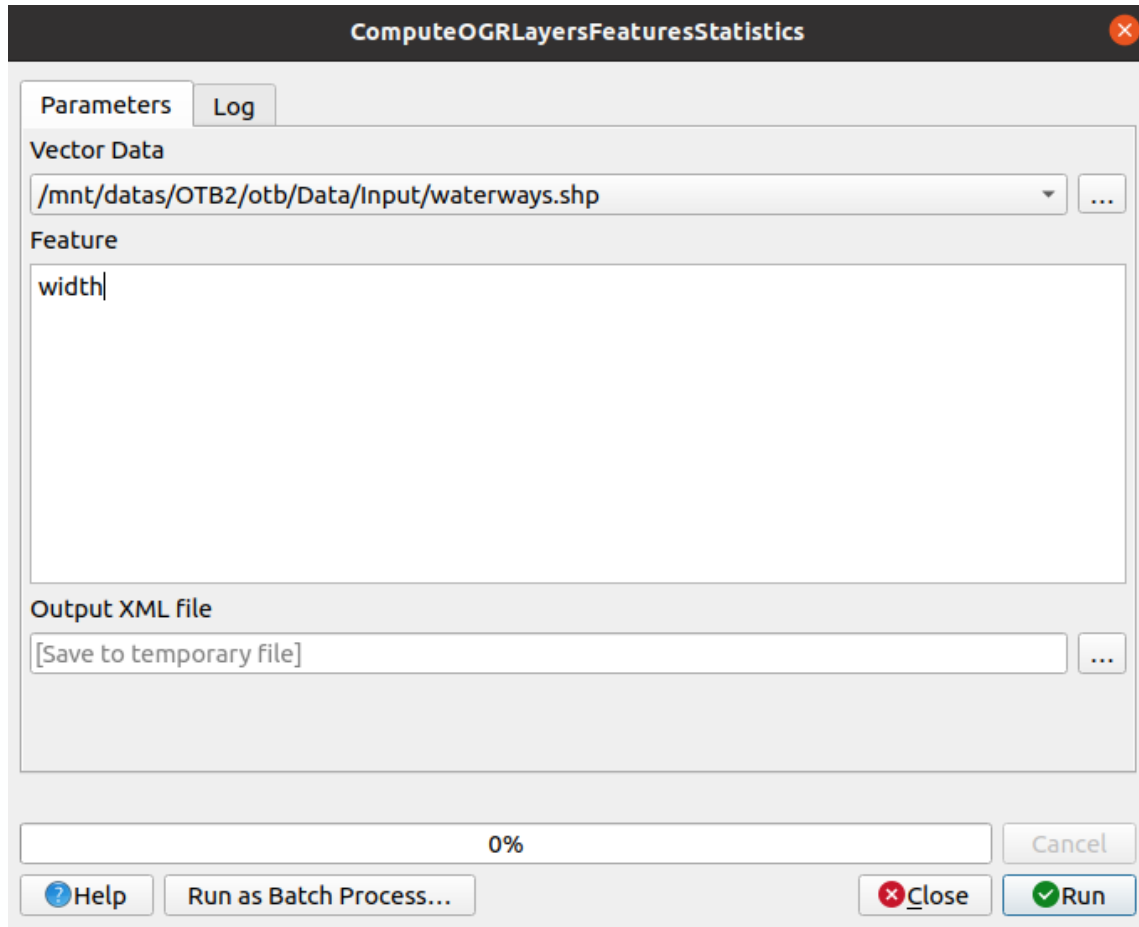 ComputeOGRLayersFeaturesStatistics
Parameters Log
Vector Data
/mnt/datas/OTB2/otb/Data/Input/waterways.shp ...
Feature
width
Output XML file
[Save to temporary file] ...
0% Cancel
Help Run as Batch Process... Close Run